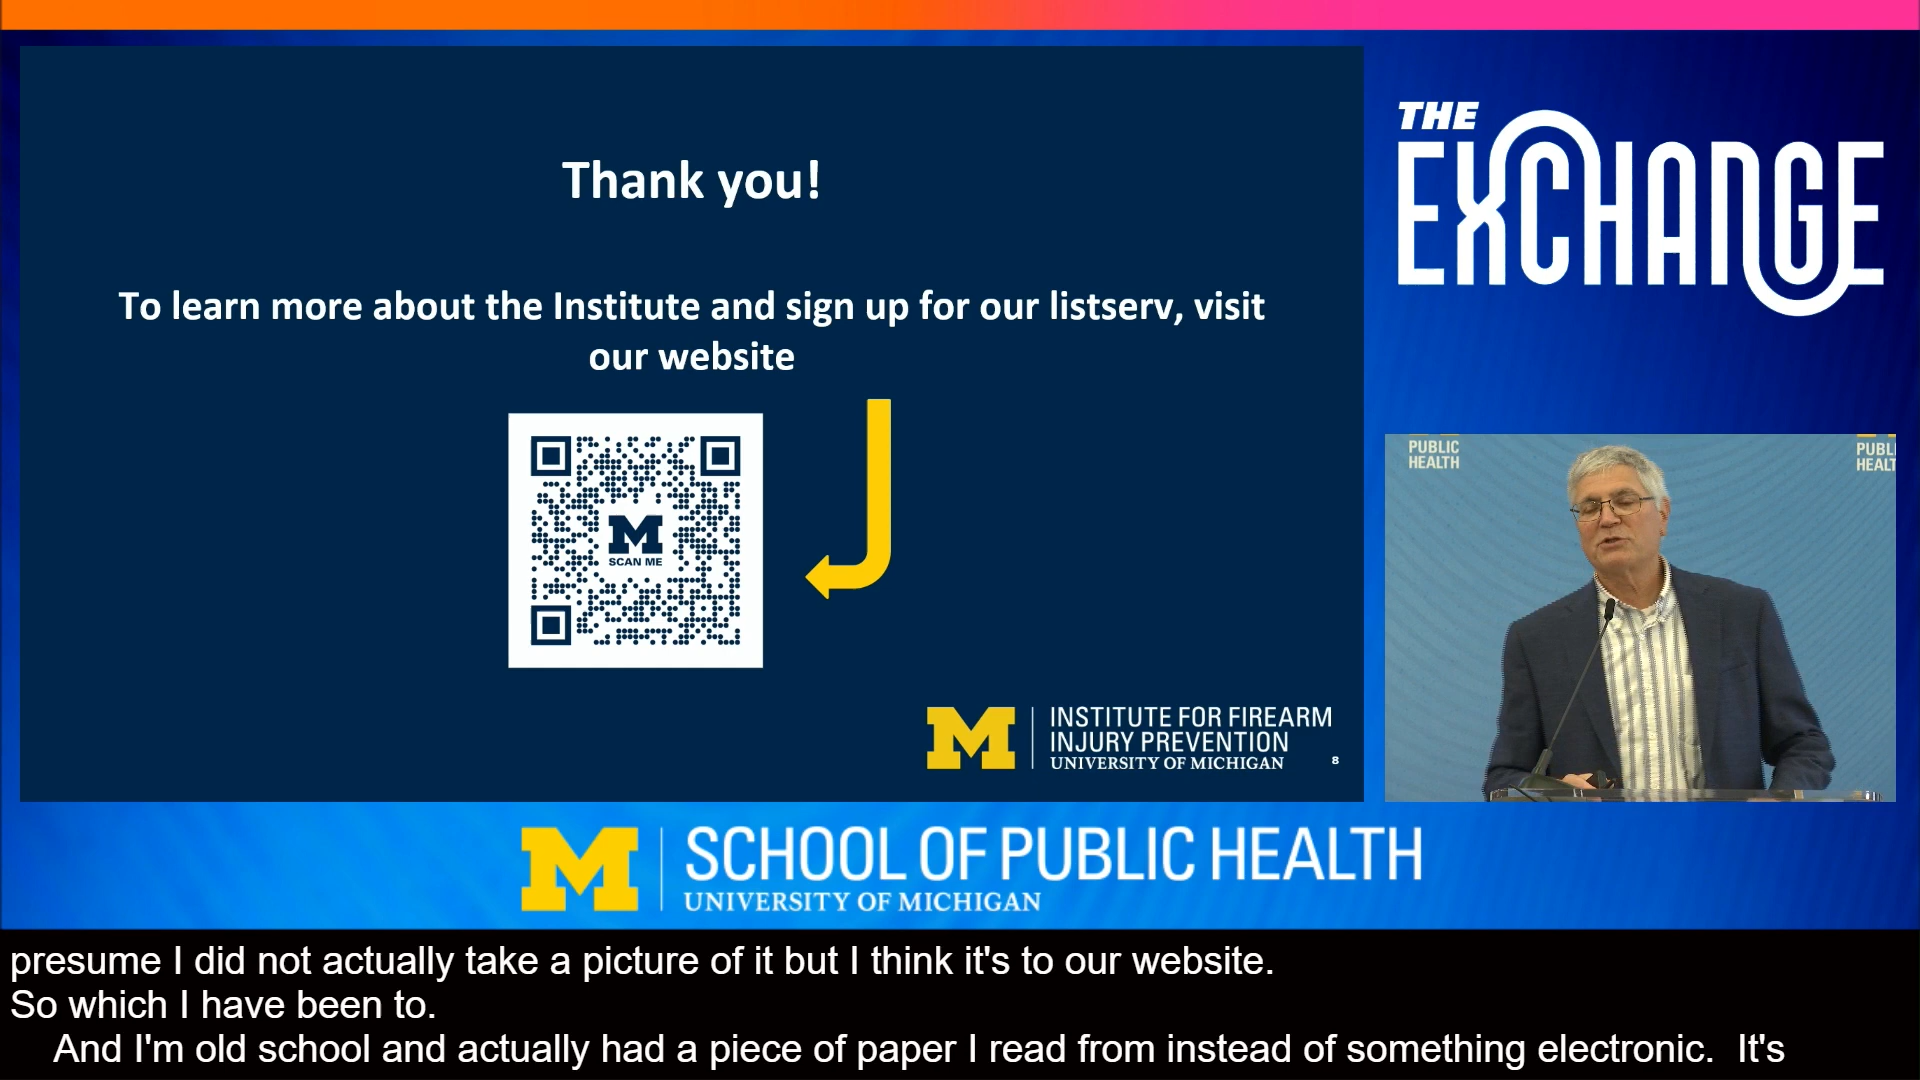 Thank you!
To learn more about the Institute and sign up for our listserv, visit
our website
M
SCAN ME
M
INSTITUTE FOR FIREARM
INJURY PREVENTION
UNIVERSITY OF MICHIGAN
8
THE
EXCHANGE
PUBLIC
HEALTH
PUBL
HEALT
M
SCHOOL OF PUBLIC HEALTH
UNIVERSITY OF MICHIGAN
presume I did not actually take a picture of it but I think it's to our website.
So which I have been to.
And I'm old school and actually had a piece of paper I read from instead of something electronic.  It's